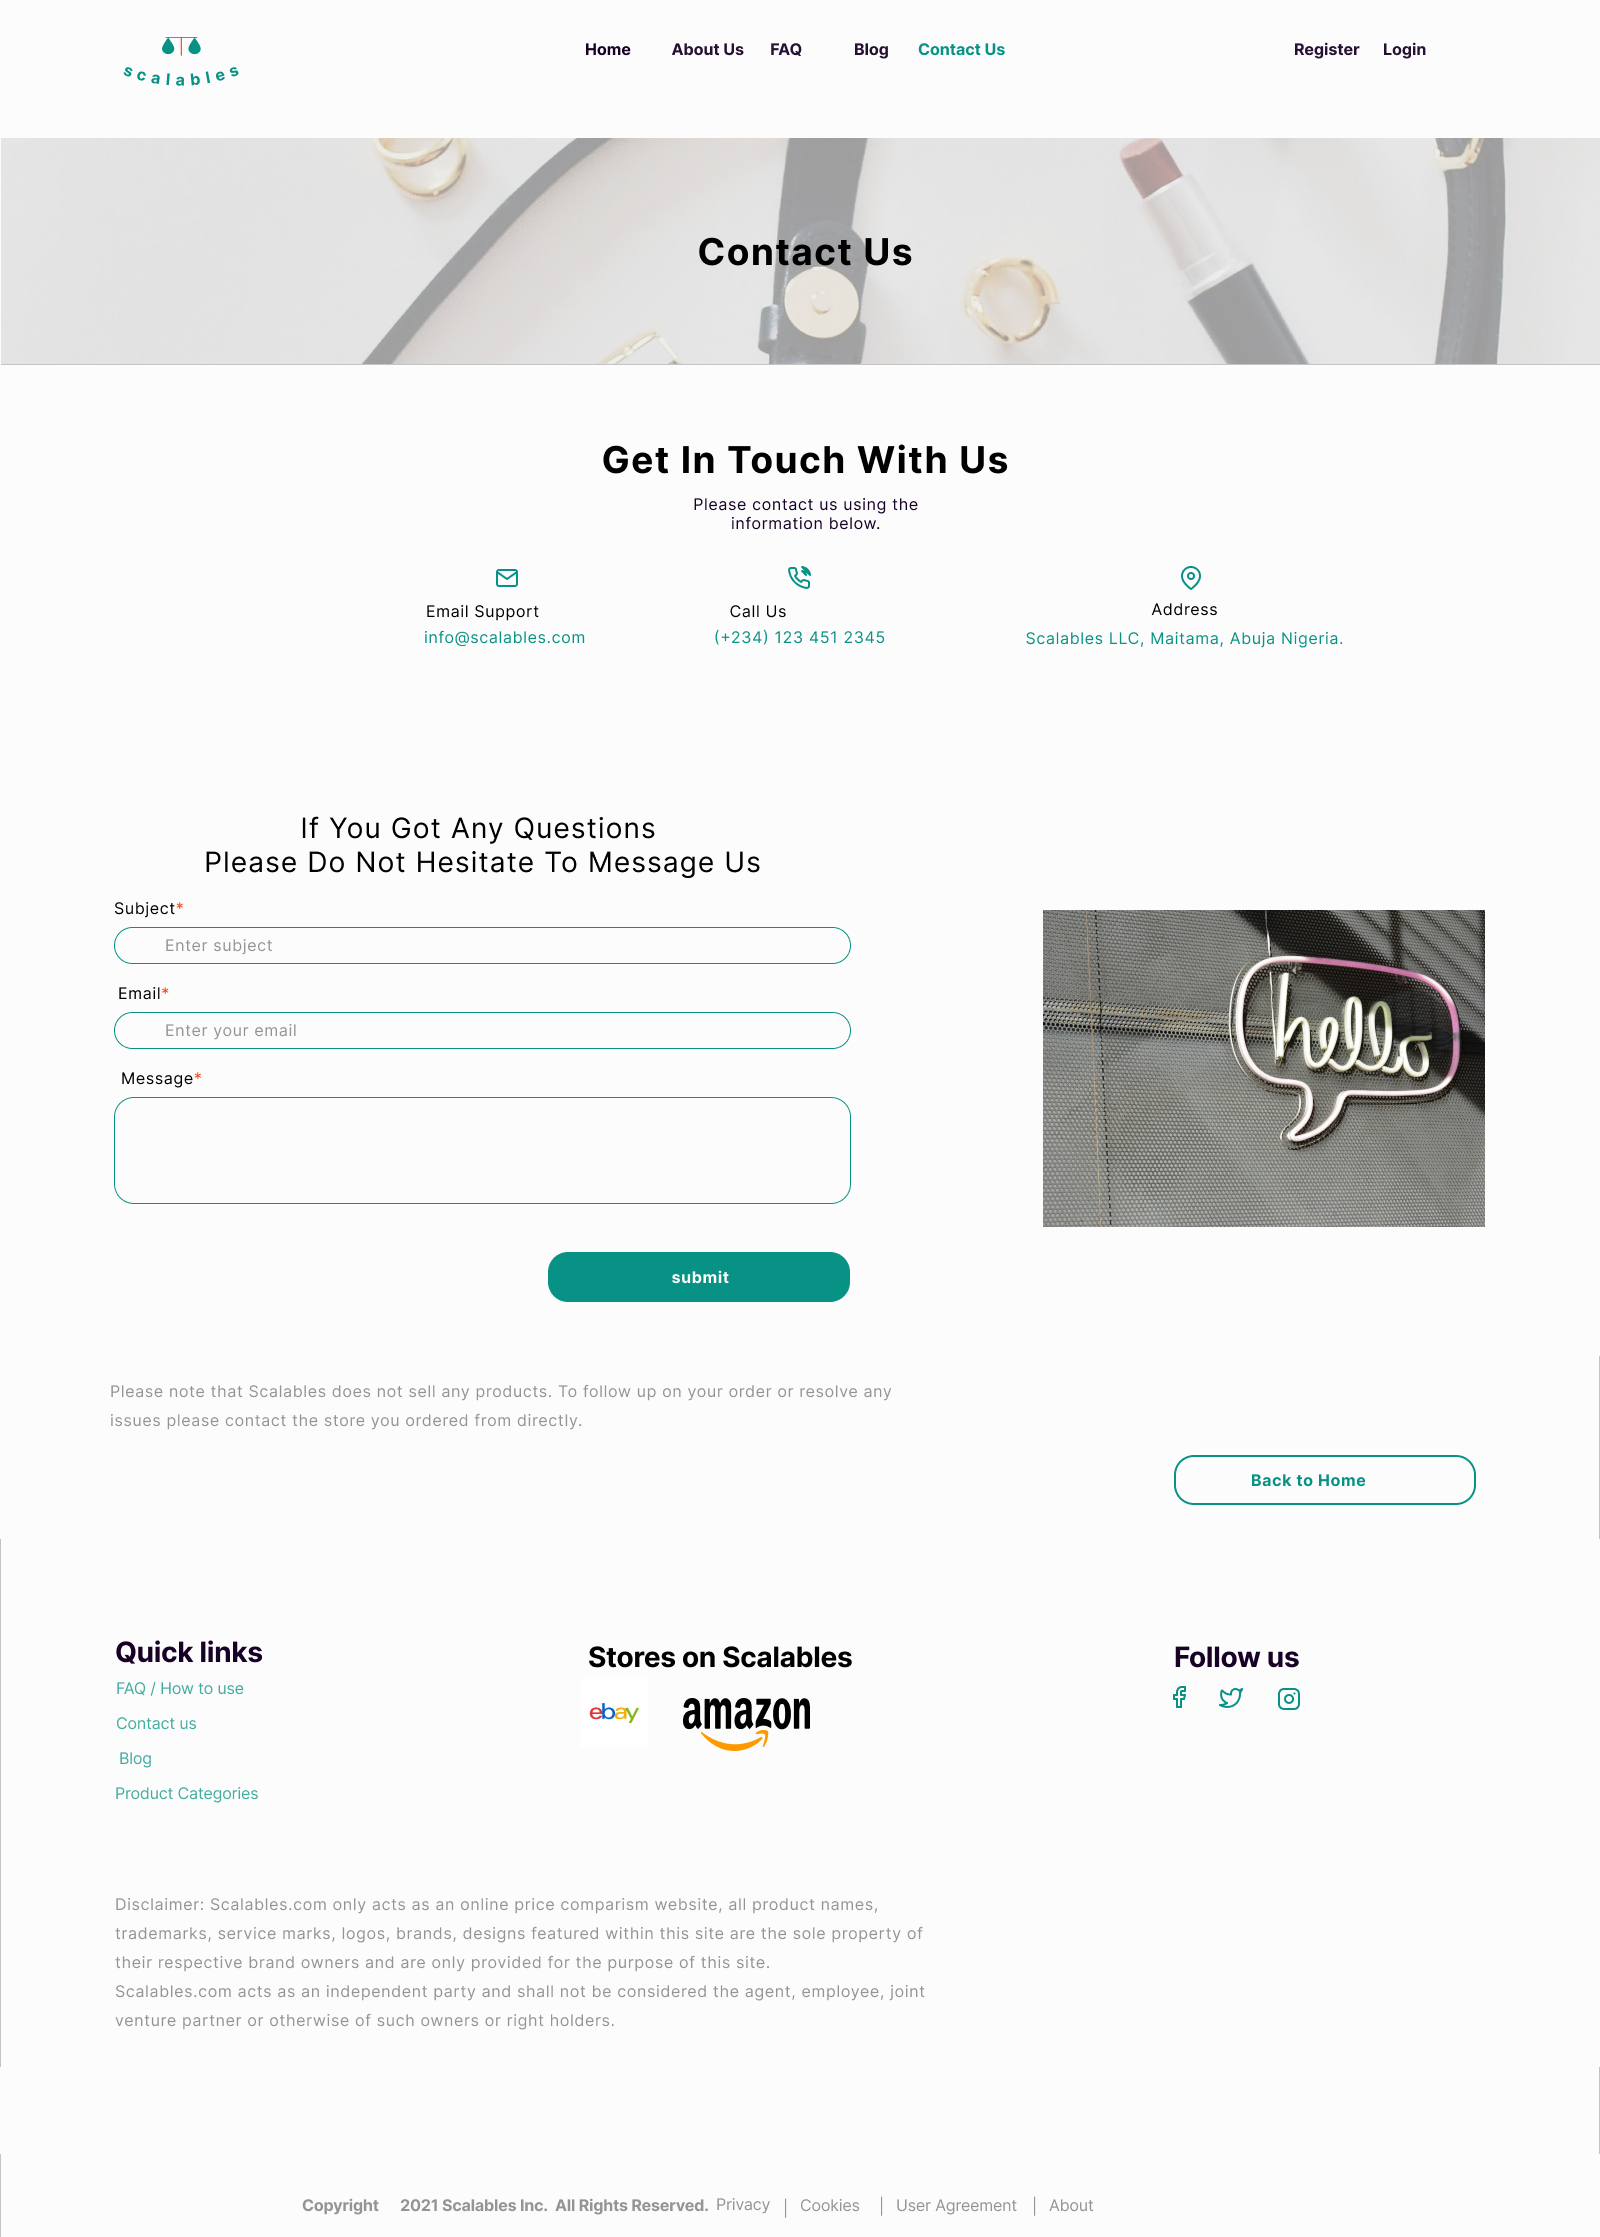 scalables
Home About Us FAQ Blog Contact Us Register Login
Contact Us
Get In Touch With Us
Please contact us using the
information below.
Email Support
info@scalables.com
Call Us
(+234) 123 451 2345
Address
Scalables LLC, Maitama, Abuja Nigeria.
If You Got Any Questions
Please Do Not Hesitate To Message Us
Subject*
Enter subject
Email*
Enter your email
Message*
submit
hello
Please note that Scalables does not sell any products. To follow up on your order or resolve any
issues please contact the store you ordered from directly.
Back to Home
Quick links
FAQ / How to use
Contact us
Blog
Product Categories
Stores on Scalables
ebay amazon
Follow us
Disclaimer: Scalables.com only acts as an online price comparism website, all product names,
trademarks, service marks, logos, brands, designs featured within this site are the sole property of
their respective brand owners and are only provided for the purpose of this site.
Scalables.com acts as an independent party and shall not be considered the agent, employee, joint
venture partner or otherwise of such owners or right holders.
Copyright 2021 Scalables Inc. All Rights Reserved. Privacy | Cookies | User Agreement | About